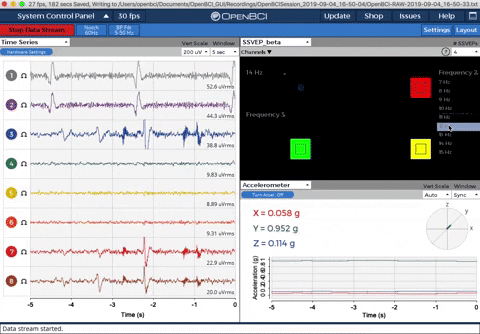 27 fps, 182 secs Saved, Writing to /Users/openbci/Documents/OpenBCI_GUI/Recordings/OpenBCISession_2019-09-04_16-50-04/OpenBCI-RAW-2019-09-04_16-50-33.txt
System Control Panel 30 fps OpenBCI Update Shop Issues Help
Stop Data Stream Notch 60Hz BP Filt 5-50 Hz Settings Layout
Time Series SSVEP_beta
Hardware Settings Vert Scale Window Channels # SSVEPs
200 uV 5 sec 4
1 52.6 uVrms
2 44.3 uVrms
3 38.8 uVrms
4 9.83 uVrms
5 8.89 uVrms
6 9.31 uVrms
7 22.9 uVrms
8 20.0 uVrms
-5 -4 -3 -2 -1 0
Time (s)
14 Hz Frequency 2
7 Hz
8 Hz
9 Hz
10 Hz
11 Hz
13 Hz
14 Hz
15 Hz
Frequency 3
Accelerometer
Turn Accel. Off Vert Scale Window
Auto Sync
X = 0.058 g
Y = 0.952 g
Z = 0.114 g
z
y
x
Acceleration (g)
-5 -4 -3 -2 -1 0
Time (s)
Data stream started.